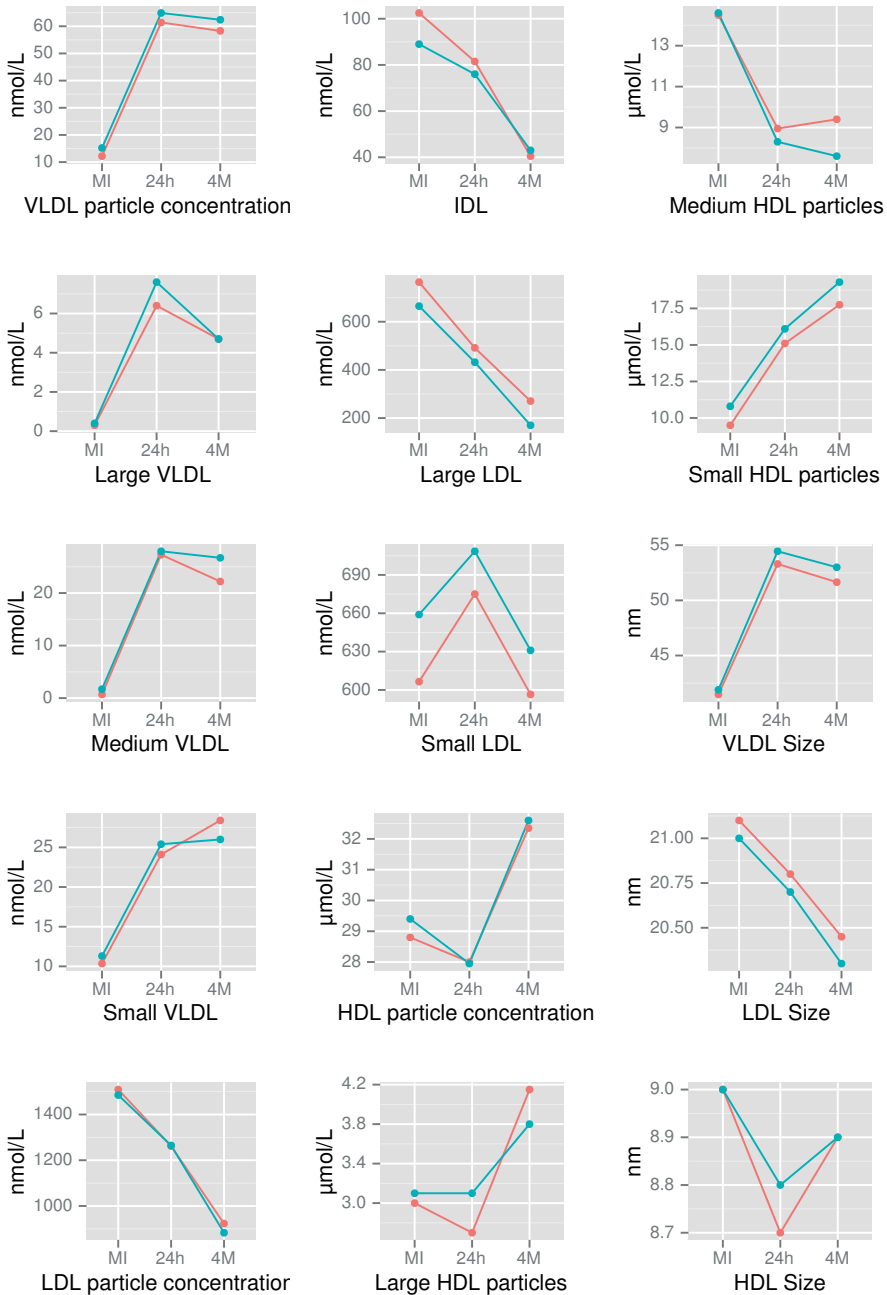 nmol/L
60
50
40
30
20
10
MI 24h 4M
VLDL particle concentration
nmol/L
100
80
60
40
MI 24h 4M
IDL
µmol/L
14
11
9
MI 24h 4M
Medium HDL particles
nmol/L
6
4
2
0
MI 24h 4M
Large VLDL
nmol/L
600
400
200
MI 24h 4M
Large LDL
µmol/L
17.5
15.0
12.5
10.0
MI 24h 4M
Small HDL particles
nmol/L
20
10
0
MI 24h 4M
Medium VLDL
nmol/L
690
660
630
600
MI 24h 4M
Small LDL
nm
55
52
45
MI 24h 4M
VLDL Size
nmol/L
25
20
15
10
MI 24h 4M
Small VLDL
µmol/L
32
31
30
29
28
MI 24h 4M
HDL particle concentration
nm
21.00
20.75
20.50
MI 24h 4M
LDL Size
nmol/L
1400
1200
1000
MI 24h 4M
LDL particle concentration
µmol/L
4.2
3.8
3.4
3.0
MI 24h 4M
Large HDL particles
nm
9.0
8.9
8.8
8.7
MI 24h 4M
HDL Size